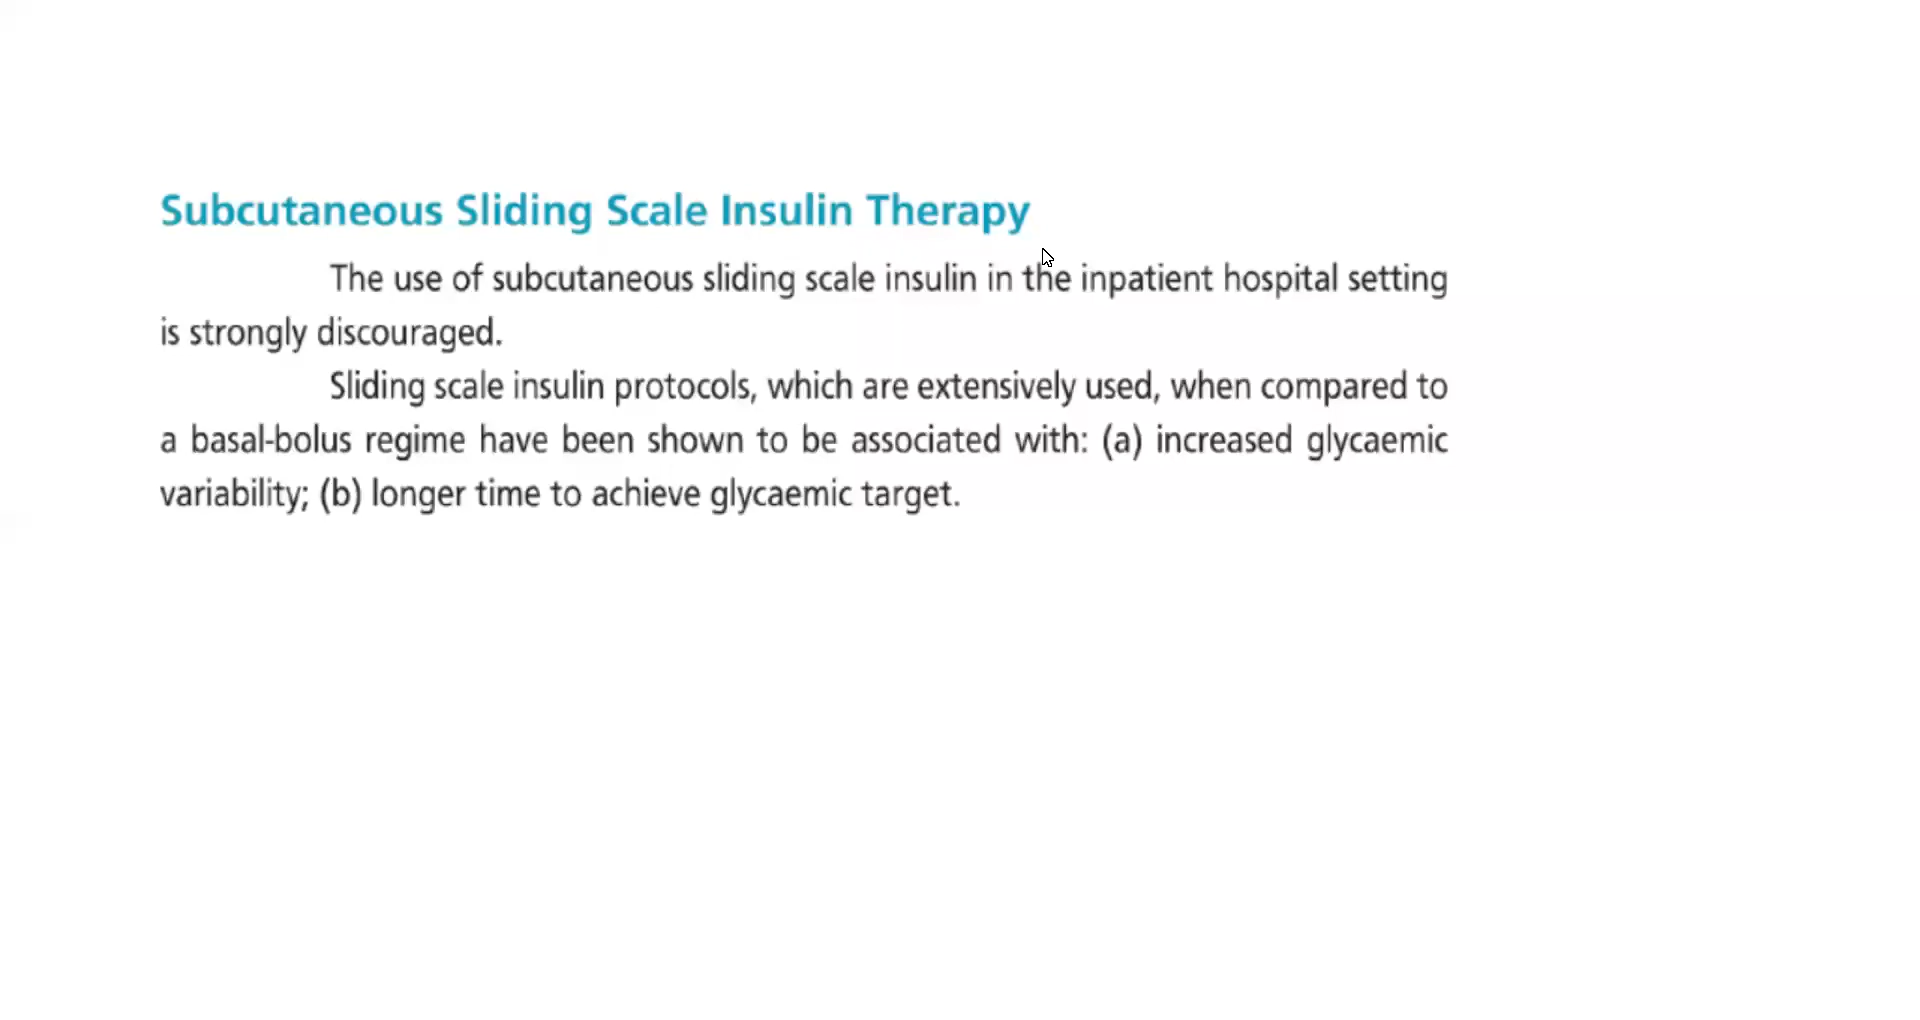 Subcutaneous Sliding Scale Insulin Therapy
The use of subcutaneous sliding scale insulin in the inpatient hospital setting
is strongly discouraged.
Sliding scale insulin protocols, which are extensively used, when compared to
a basal-bolus regime have been shown to be associated with: (a) increased glycaemic
variability; (b) longer time to achieve glycaemic target.